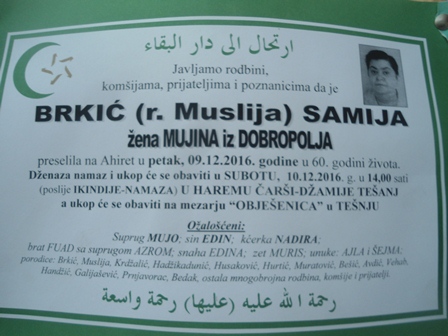 ارتحال الى دار البقاء
Javljamo rodbini,
komšijama, prijateljima i poznanicima da je
BRKIĆ (r. Muslija) SAMIJA
žena MUJINA iz DOBROPOLJA
preselila na Ahiret u petak, 09.12.2016. godine u 60. godini života.
Dženaza namaz i ukop će se obaviti u SUBOTU, 10.12.2016. g. u 14,00 sati
(poslije IKINDIJE-NAMAZA) U HAREMU ČARŠI-DŽAMIJE TEŠANJ
a ukop će se obaviti na mezarju "OBJEŠENICA" u TEŠNJU
Ožalošćeni:
Suprug MUJO; sin EDIN; kćerka NADIRA,
brat FUAD sa suprugom AZROM; snaha EDINA; zet MURIS; unuke: AJLA i ŠEJMA;
porodice: Brkić, Muslija, Krdžalić, Hadžikadunić, Husaković, Hurtić, Muratović, Bešić, Avdić, Vehab,
Handžić, Galijašević, Prnjavorac, Bedak, ostala mnogobrojna rodbina, komšije i prijatelji.
رحمة الله عليه (عليها) رحمة واسعة